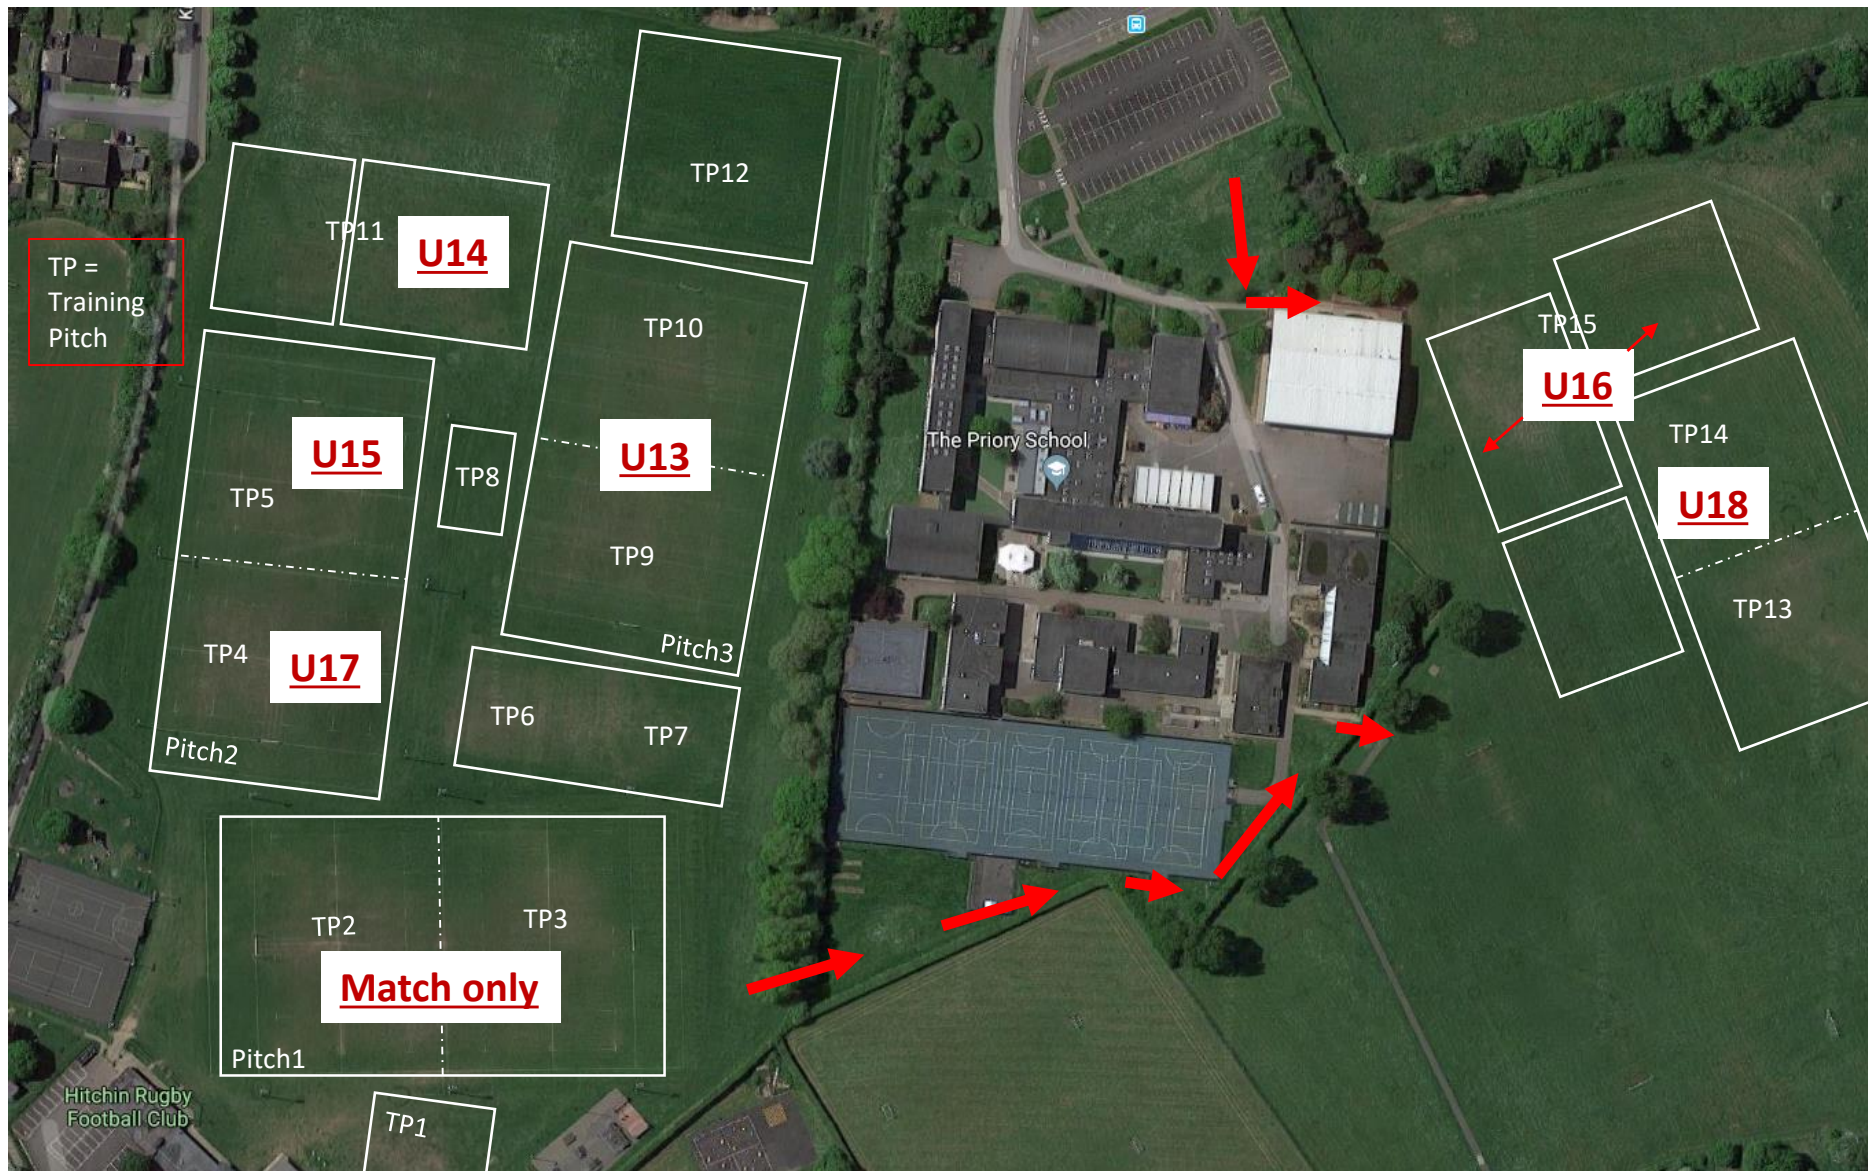 K
TP12
TP11
U14
TP =
Training
Pitch
TP10
TP15
U16
TP14
The Priory School
U15
U13
TP8
TP5
U18
TP9
TP13
TP4
U17
Pitch3
TP6
TP7
Pitch2
TP2
TP3
Match only
Pitch1
Hitchin Rugby
Football Club
TP1